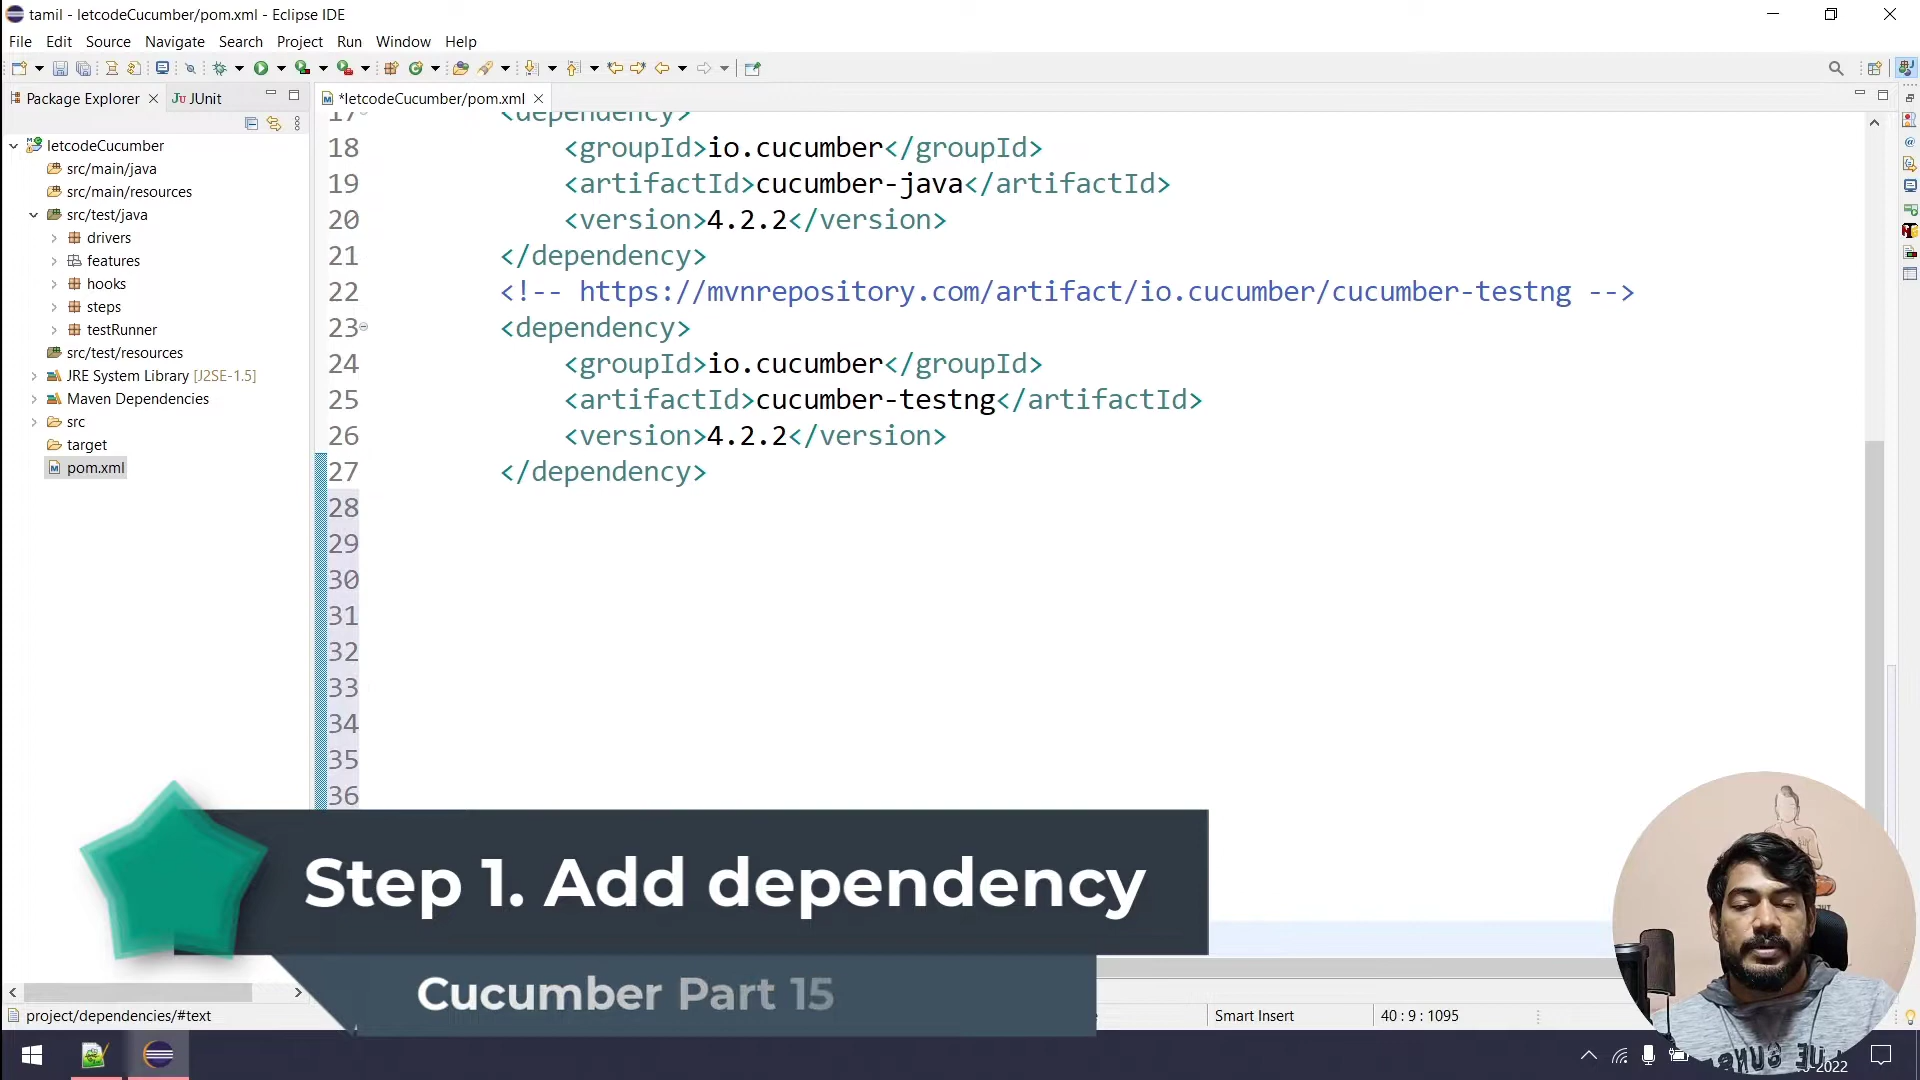 tamil - letcodeCucumber/pom.xml - Eclipse IDE
File Edit Source Navigate Search Project Run Window Help
Package Explorer JUnit
*letcodeCucumber/pom.xml
letcodeCucumber
src/main/java
src/main/resources
src/test/java
drivers
features
hooks
steps
testRunner
src/test/resources
JRE System Library [J2SE-1.5]
Maven Dependencies
src
target
pom.xml
17 <dependency>
18 <groupId>io.cucumber</groupId>
19 <artifactId>cucumber-java</artifactId>
20 <version>4.2.2</version>
21 </dependency>
22 <!-- https://mvnrepository.com/artifact/io.cucumber/cucumber-testng -->
23 <dependency>
24 <groupId>io.cucumber</groupId>
25 <artifactId>cucumber-testng</artifactId>
26 <version>4.2.2</version>
27 </dependency>
28
29
30
31
32
33
34
35
36
Step 1. Add dependency
Cucumber Part 15
project/dependencies/#text
Smart Insert
40 : 9 : 1095